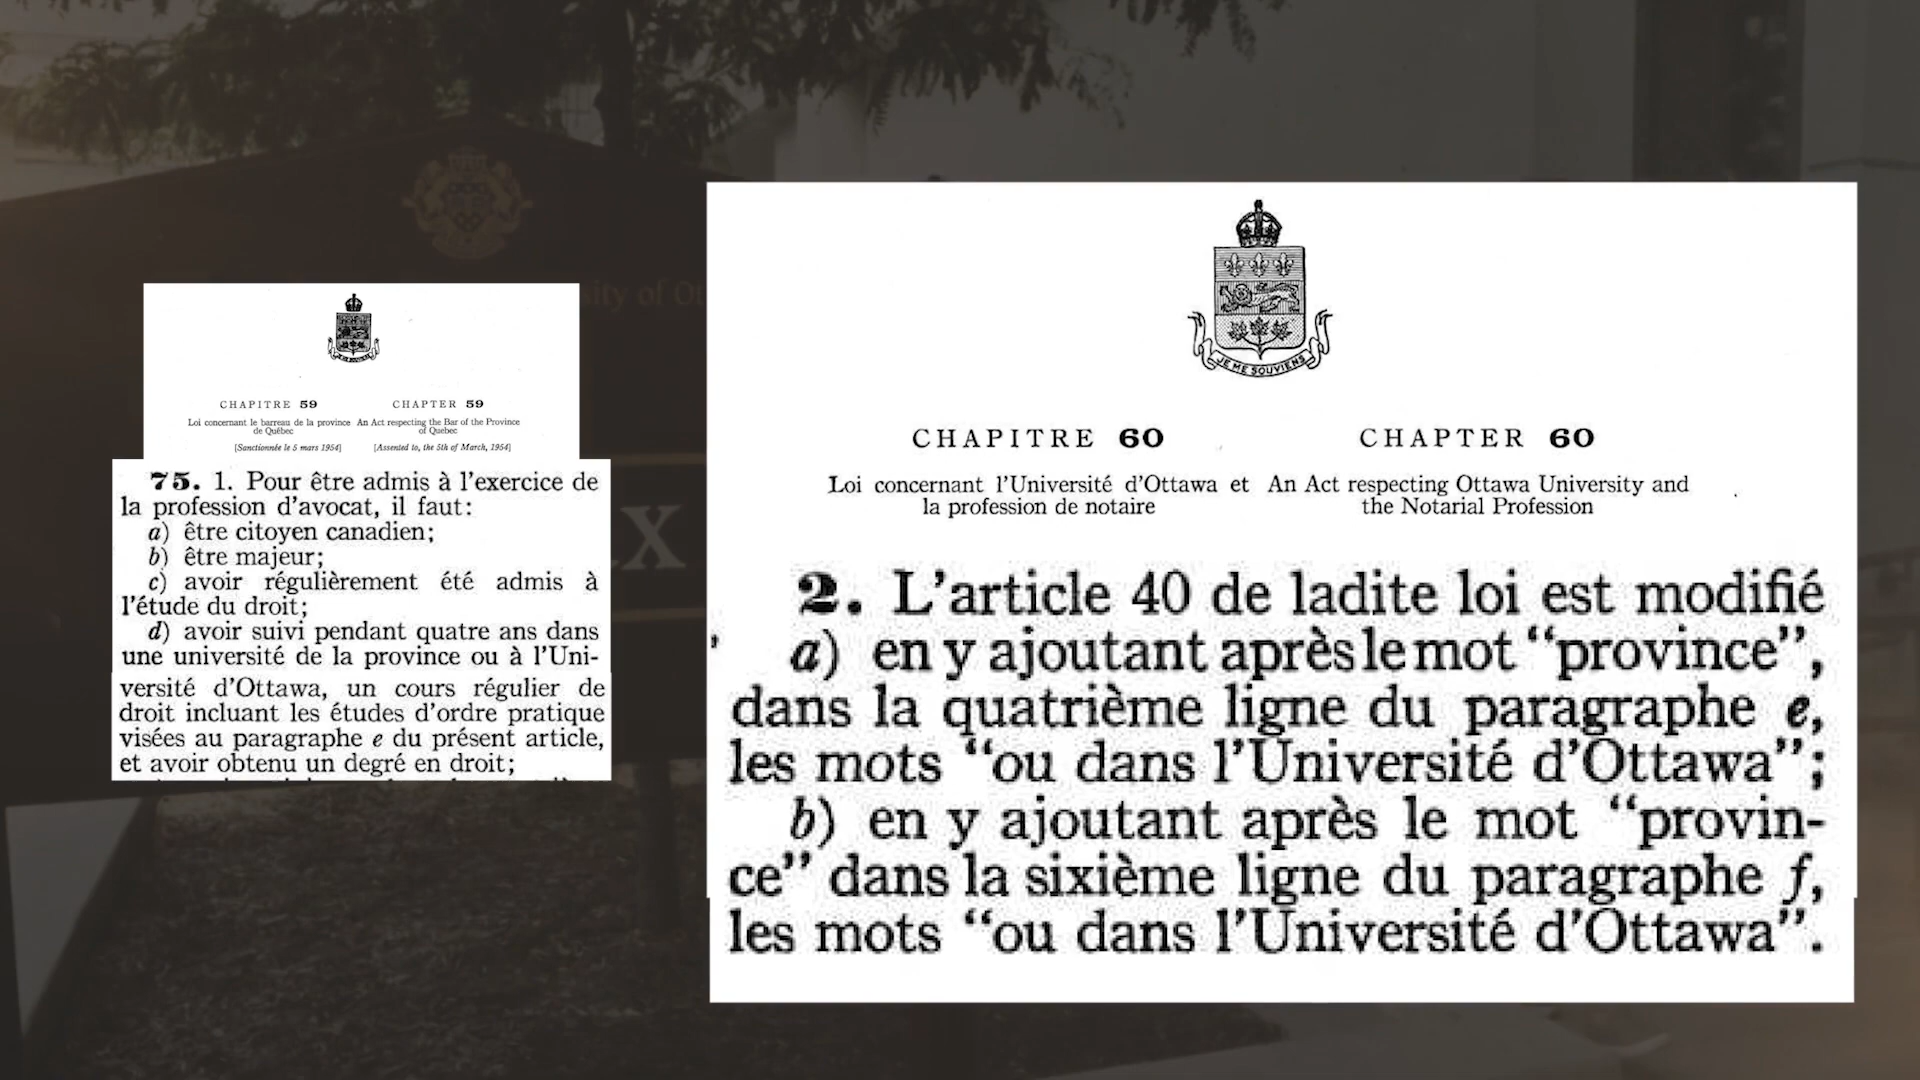 CHAPITRE 59
CHAPTER 59
Loi concernant le barreau de la province
de Québec
An Act respecting the Bar of the Province
of Quebec
[Sanctionnée le 5 mars 1954]
[Assented to, the 5th of March, 1954]
75. 1. Pour être admis à l'exercice de
la profession d'avocat, il faut:
a) être citoyen canadien;
b) être majeur;
c) avoir régulièrement été admis à
l'étude du droit;
d) avoir suivi pendant quatre ans dans
une université de la province ou à l'Uni-
versité d'Ottawa, un cours régulier de
droit incluant les études d'ordre pratique
visées au paragraphe e du présent article,
et avoir obtenu un degré en droit;
JE ME SOUVIENS
CHAPITRE 60
CHAPTER 60
Loi concernant l'Université d'Ottawa et
la profession de notaire
An Act respecting Ottawa University and
the Notarial Profession
2. L'article 40 de ladite loi est modifié
a) en y ajoutant après le mot “province”,
dans la quatrième ligne du paragraphe e,
les mots “ou dans l'Université d'Ottawa”;
b) en y ajoutant après le mot “provin-
ce” dans la sixième ligne du paragraphe f,
les mots “ou dans l'Université d'Ottawa”.